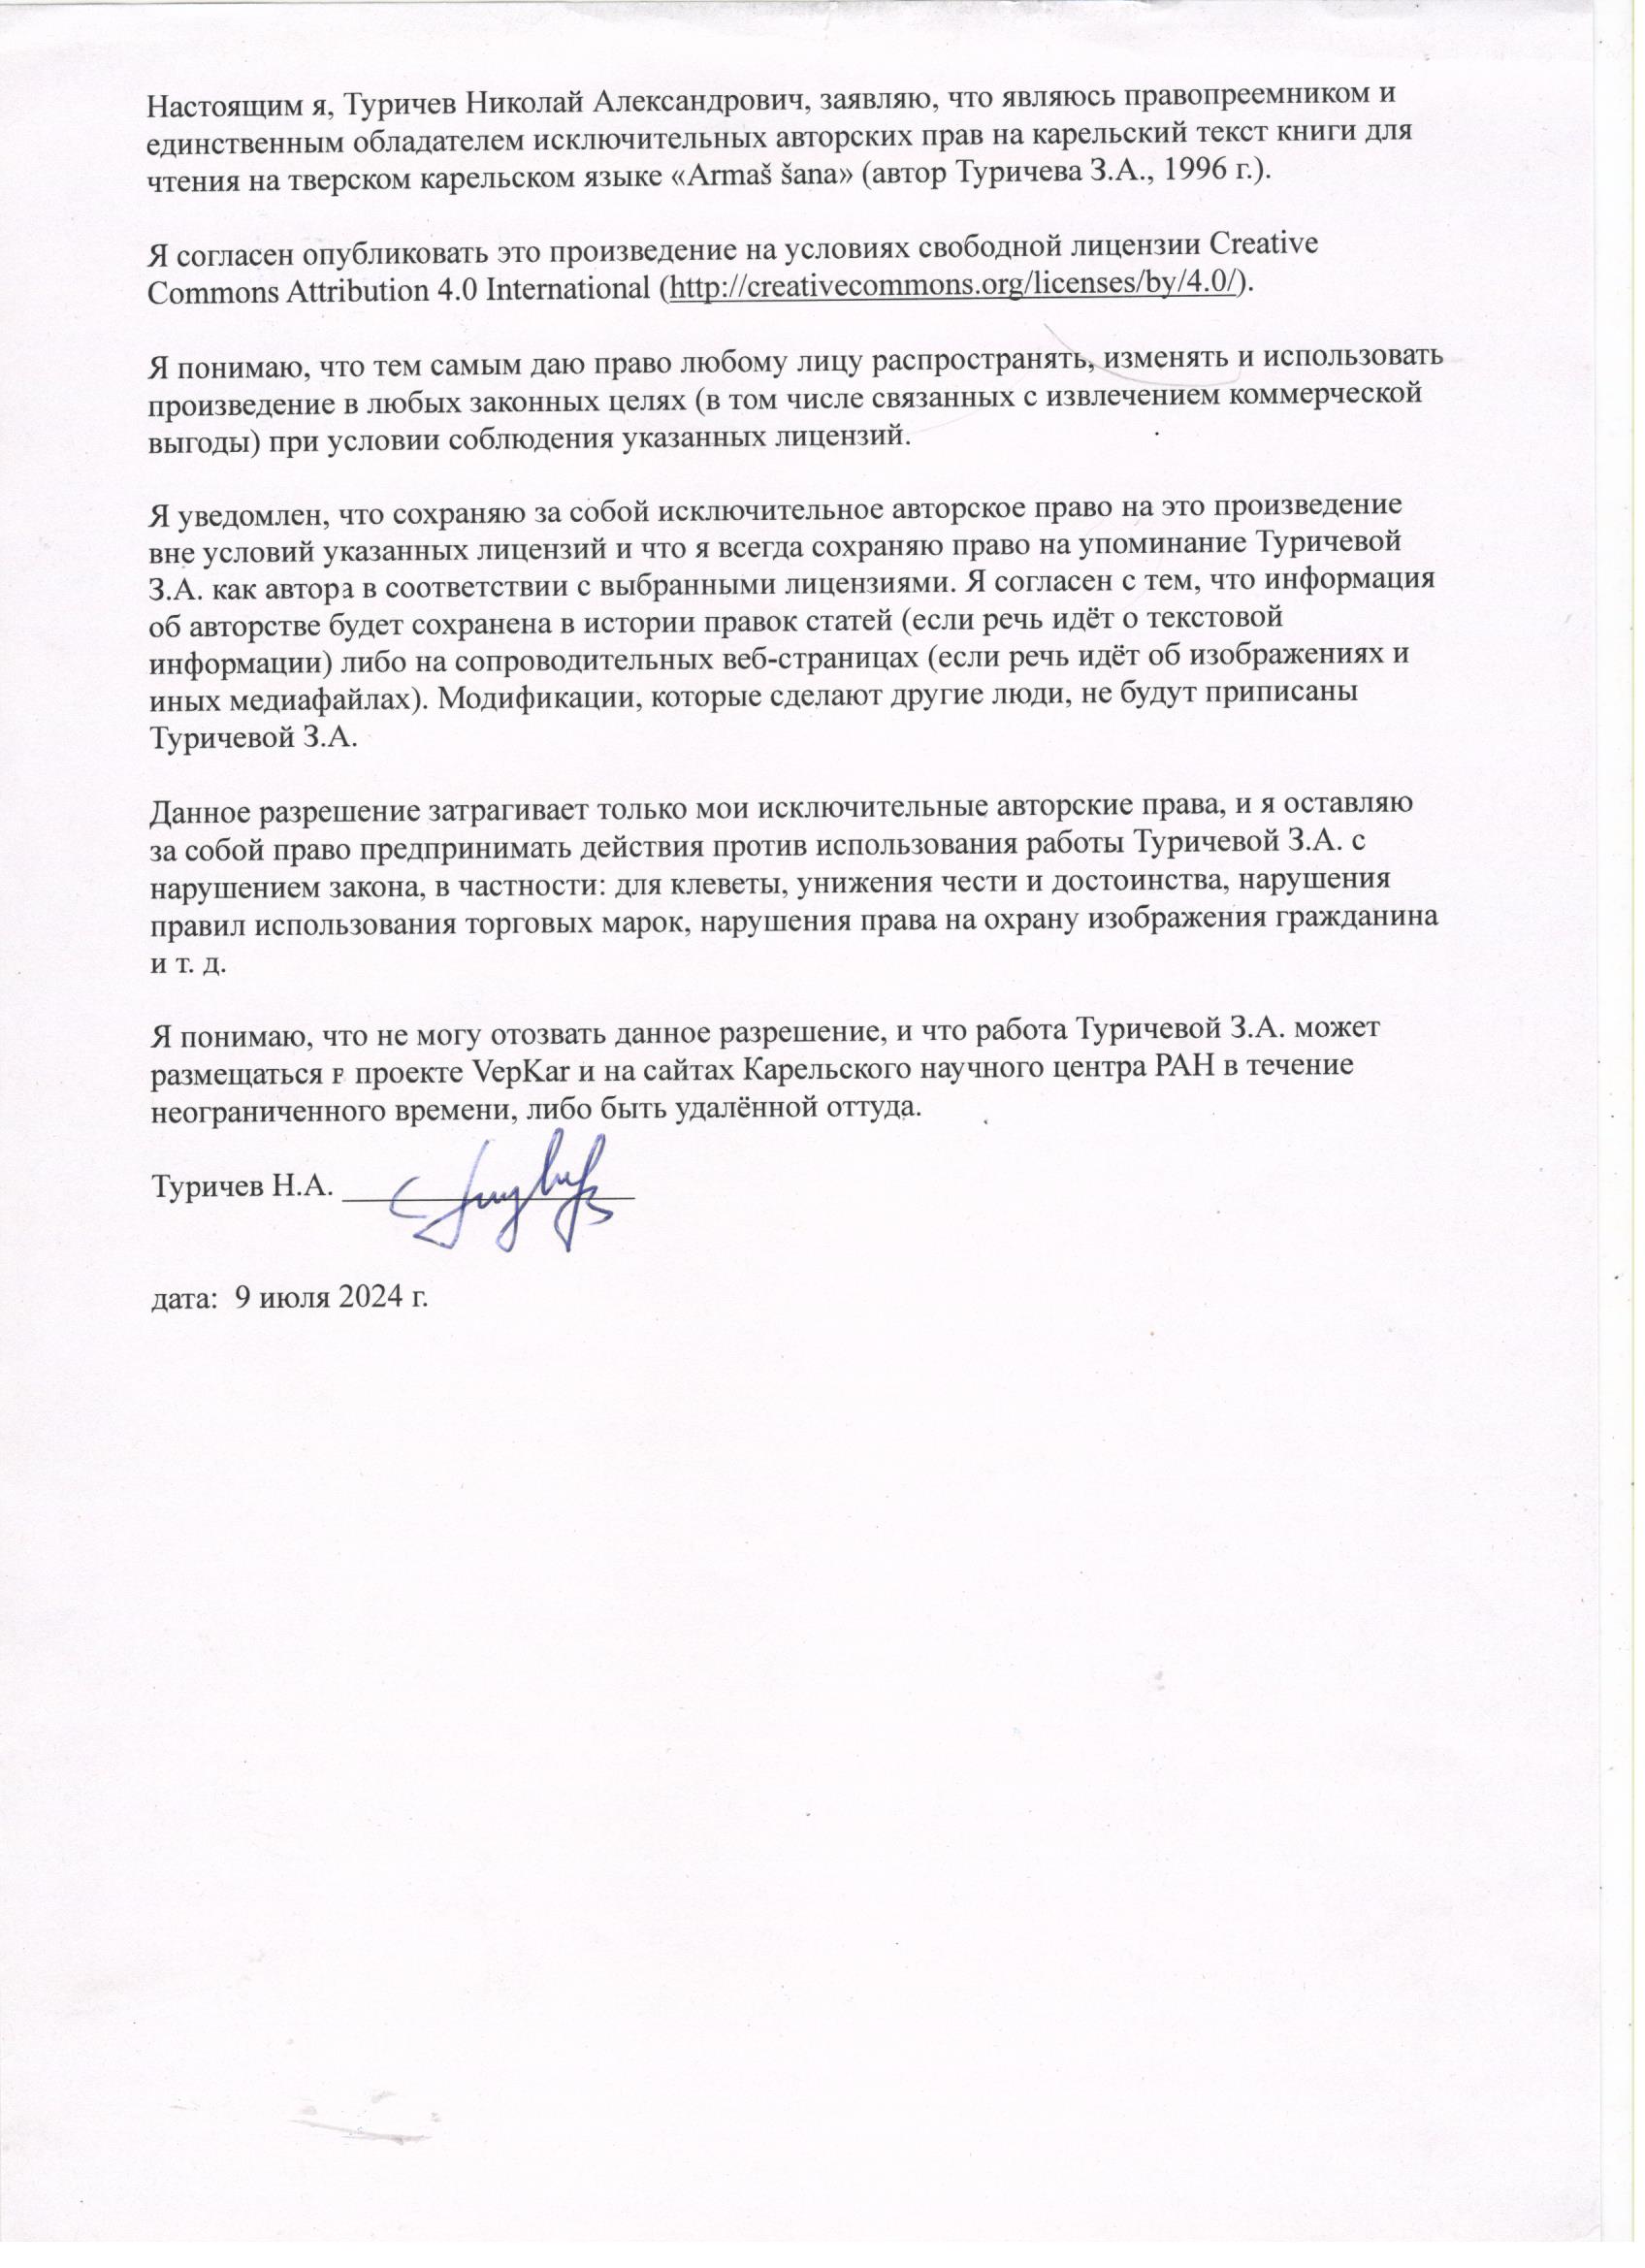 Настоящим я, Туричев Николай Александрович, заявляю, что являюсь правопреемником и
единственным обладателем исключительных авторских прав на карельский текст книги для
чтения на тверском карельском языке «Armaš šana» (автор Туричева З.А., 1996 г.).
Я согласен опубликовать это произведение на условиях свободной лицензии Creative
Commons Attribution 4.0 International (http://creativecommons.org/licenses/by/4.0/).
Я понимаю, что тем самым даю право любому лицу распространять, изменять и использовать
произведение в любых законных целях (в том числе связанных с извлечением коммерческой
выгоды) при условии соблюдения указанных лицензий.
Я уведомлен, что сохраняю за собой исключительное авторское право на это произведение
вне условий указанных лицензий и что я всегда сохраняю право на упоминание Туричевой
З.А. как автора в соответствии с выбранными лицензиями. Я согласен с тем, что информация
об авторстве будет сохранена в истории правок статей (если речь идёт о текстовой
информации) либо на сопроводительных веб-страницах (если речь идёт об изображениях и
иных медиафайлах). Модификации, которые сделают другие люди, не будут приписаны
Туричевой З.А.
Данное разрешение затрагивает только мои исключительные авторские права, и я оставляю
за собой право предпринимать действия против использования работы Туричевой З.А. с
нарушением закона, в частности: для клеветы, унижения чести и достоинства, нарушения
правил использования торговых марок, нарушения права на охрану изображения гражданина
и т. д.
Я понимаю, что не могу отозвать данное разрешение, и что работа Туричевой З.А. может
размещаться в проекте VepKar и на сайтах Карельского научного центра РАН в течение
неограниченного времени, либо быть удалённой оттуда.
Туричев Н.А.
дата: 9 июля 2024 г.